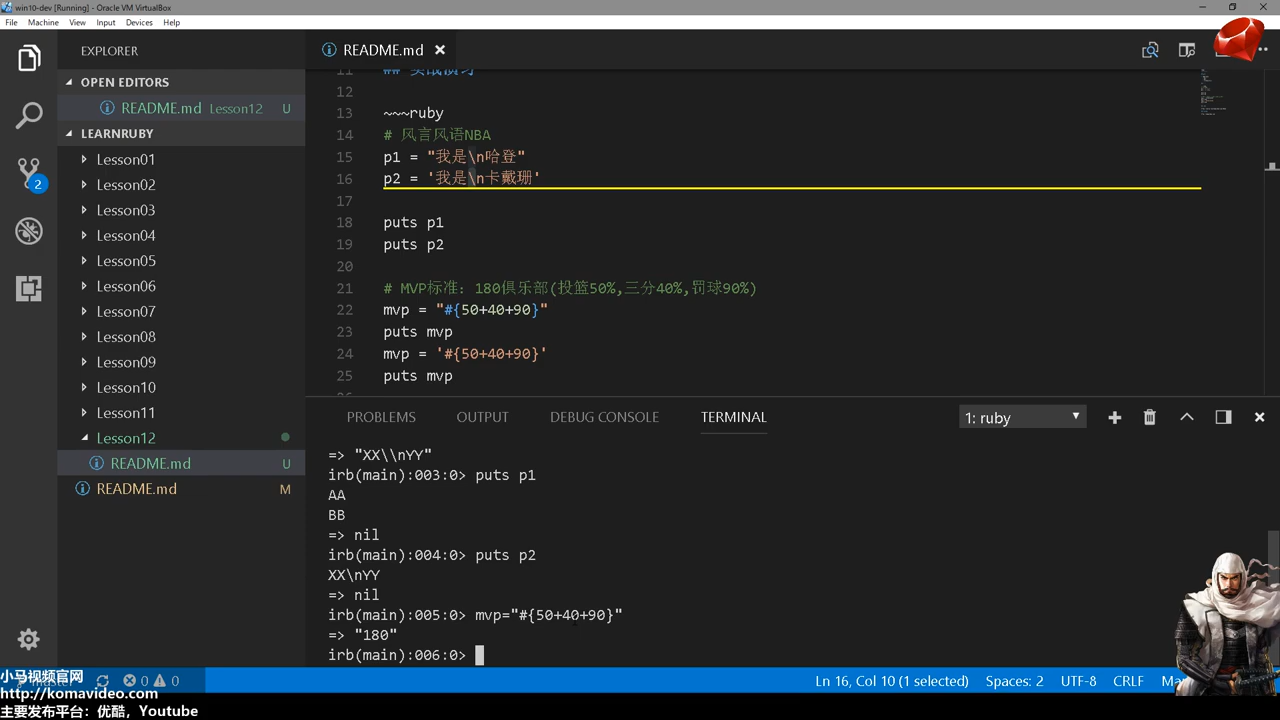 win10-dev [Running] - Oracle VM VirtualBox
File Machine View Input Devices Help
EXPLORER
README.md
OPEN EDITORS
README.md Lesson12 U
LEARNRUBY
Lesson01
Lesson02
Lesson03
Lesson04
Lesson05
Lesson06
Lesson07
Lesson08
Lesson09
Lesson10
Lesson11
Lesson12
README.md U
README.md M
2
11 ## 实战演习
12
13 ~~~ruby
14 # 风言风语NBA
15 p1 = "我是\n哈登"
16 p2 = '我是\n卡戴珊'
17
18 puts p1
19 puts p2
20
21 # MVP标准：180俱乐部(投篮50%,三分40%,罚球90%)
22 mvp = "#{50+40+90}"
23 puts mvp
24 mvp = '#{50+40+90}'
25 puts mvp
PROBLEMS OUTPUT DEBUG CONSOLE TERMINAL 1: ruby
=> "XX\\nYY"
irb(main):003:0> puts p1
AA
BB
=> nil
irb(main):004:0> puts p2
XX\nYY
=> nil
irb(main):005:0> mvp="#{50+40+90}"
=> "180"
irb(main):006:0>
小马视频官网
http://komavideo.com
主要发布平台：优酷，Youtube
0 0
Ln 16, Col 10 (1 selected) Spaces: 2 UTF-8 CRLF